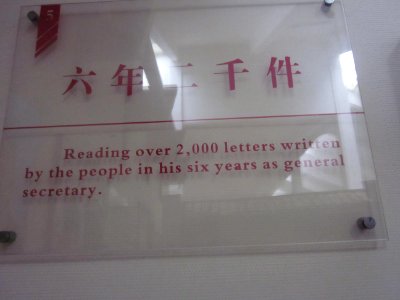 5
六年二千件
Reading over 2,000 letters written
by the people in his six years as general
secretary.